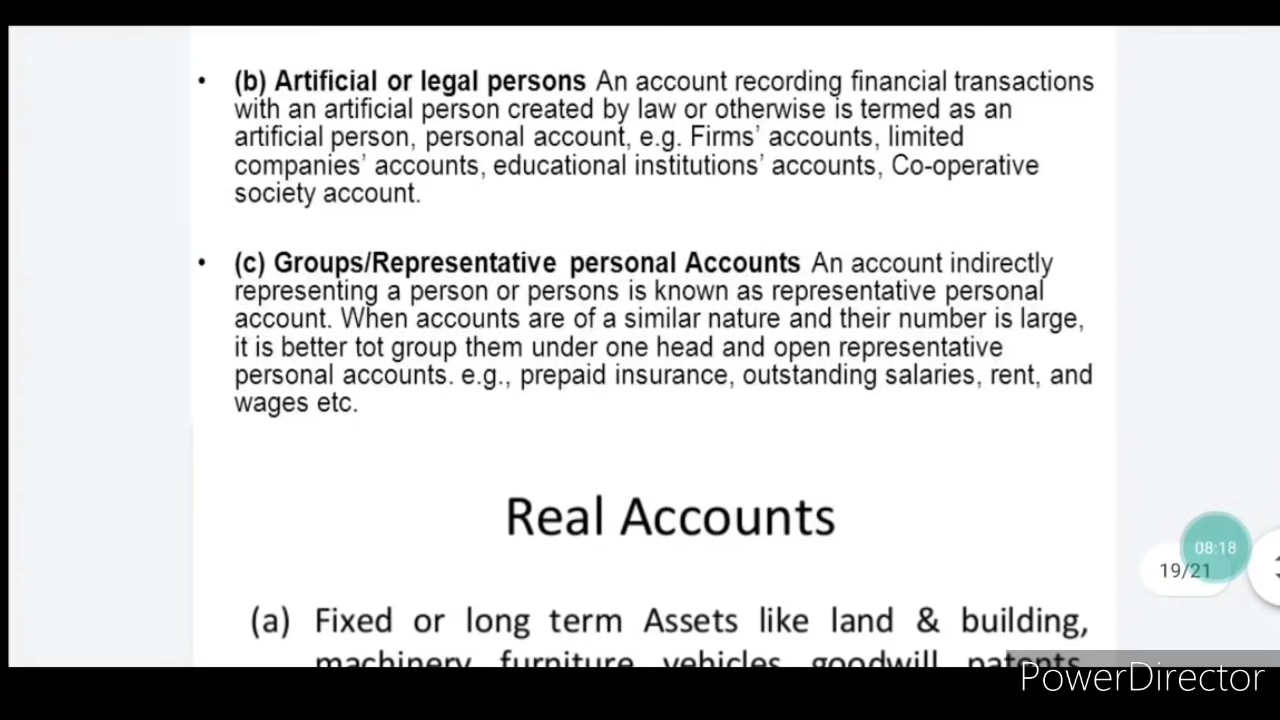 • (b) Artificial or legal persons An account recording financial transactions
with an artificial person created by law or otherwise is termed as an
artificial person, personal account, e.g. Firms' accounts, limited
companies' accounts, educational institutions' accounts, Co-operative
society account.
• (c) Groups/Representative personal Accounts An account indirectly
representing a person or persons is known as representative personal
account. When accounts are of a similar nature and their number is large,
it is better tot group them under one head and open representative
personal accounts. e.g., prepaid insurance, outstanding salaries, rent, and
wages etc.
Real Accounts
08:18
19/21
(a) Fixed or long term Assets like land & building,
machinery furniture vehicles goodwill patents
PowerDirector